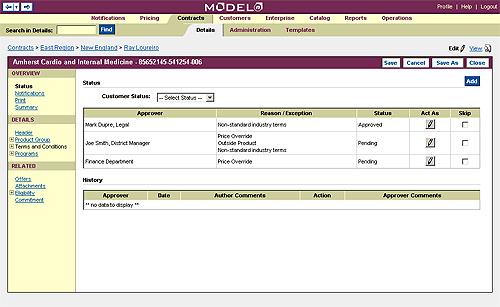 MODEL N
Profile | Help | Logout
Notifications Pricing Contracts Customers Enterprise Catalog Reports Operations
Search in Details: Find Details Administration Templates
Contracts > East Region > New England > Ray Loureiro
Edit View
Amherst Cardio and Internal Medicine - 85652145-541254-006
Save Cancel Save As Close
OVERVIEW
Status
Notifications
Print
Summary
DETAILS
Header
Product Group
Terms and Conditions
Programs
RELATED
Offers
Attachments
Eligibility
Commitment
Status
Add
Customer Status: -- Select Status --
Approver Reason / Exception Status Act As Skip
Mark Dupre, Legal Non-standard industry terms Approved
Joe Smith, District Manager Price Override Pending
Outside Product
Non-standard industry terms
Finance Department Price Override Pending
History
Approver Date Author Comments Action Approver Comments
** no data to display **